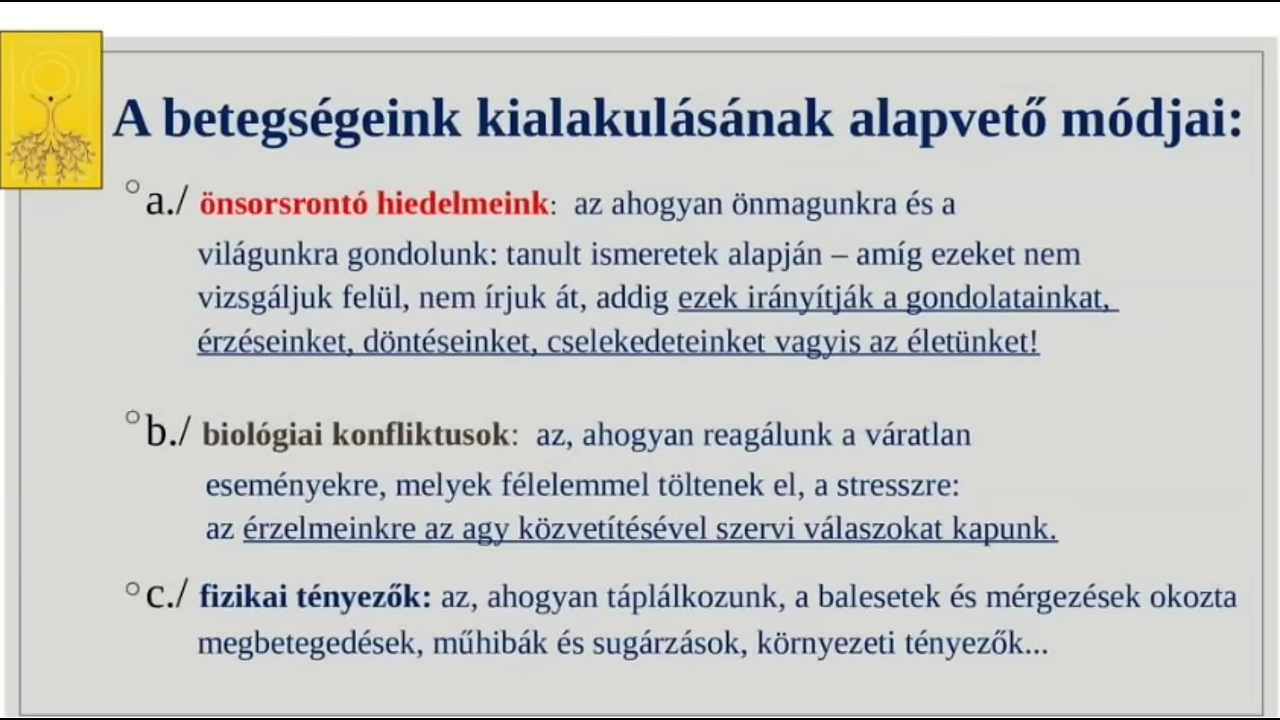 A betegségeink kialakulásának alapvető módjai:
a./ önsorsrontó hiedelmeink: az ahogyan önmagunkra és a
világunkra gondolunk: tanult ismeretek alapján – amíg ezeket nem
vizsgáljuk felül, nem írjuk át, addig ezek irányítják a gondolatainkat,
érzéseinket, döntéseinket, cselekedeteinket vagyis az életünket!
b./ biológiai konfliktusok: az, ahogyan reagálunk a váratlan
eseményekre, melyek félelemmel töltenek el, a stresszre:
az érzelmeinkre az agy közvetítésével szervi válaszokat kapunk.
c./ fizikai tényezők: az, ahogyan táplálkozunk, a balesetek és mérgezések okozta
megbetegedések, műhibák és sugárzások, környezeti tényezők...